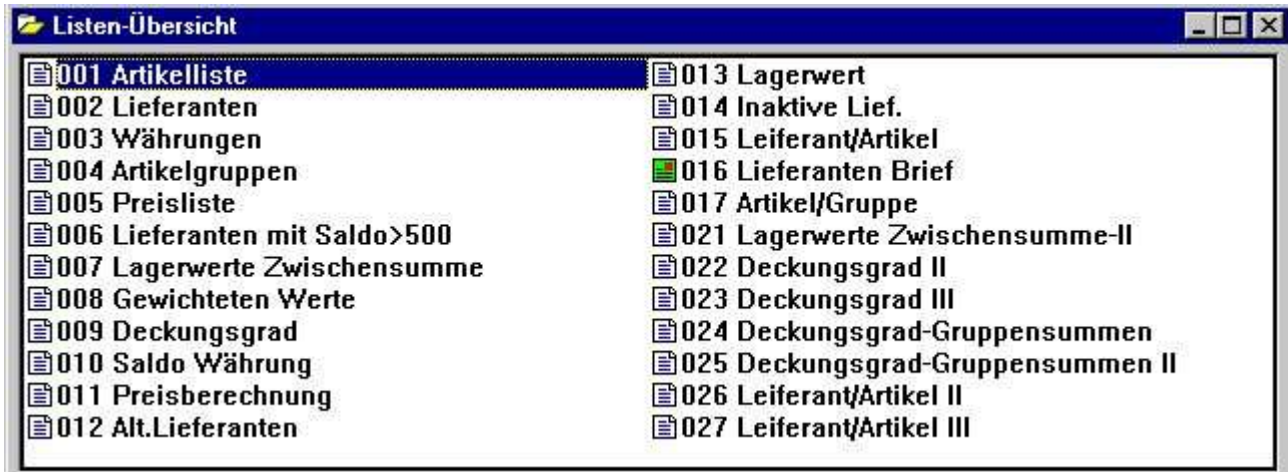 Listen-Übersicht
001 Artikelliste
002 Lieferanten
003 Währungen
004 Artikelgruppen
005 Preisliste
006 Lieferanten mit Saldo>500
007 Lagerwerte Zwischensumme
008 Gewichteten Werte
009 Deckungsgrad
010 Saldo Währung
011 Preisberechnung
012 Alt.Lieferanten
013 Lagerwert
014 Inaktive Lief.
015 Leiferant/Artikel
016 Lieferanten Brief
017 Artikel/Gruppe
021 Lagerwerte Zwischensumme-II
022 Deckungsgrad II
023 Deckungsgrad III
024 Deckungsgrad-Gruppensummen
025 Deckungsgrad-Gruppensummen II
026 Leiferant/Artikel II
027 Leiferant/Artikel III